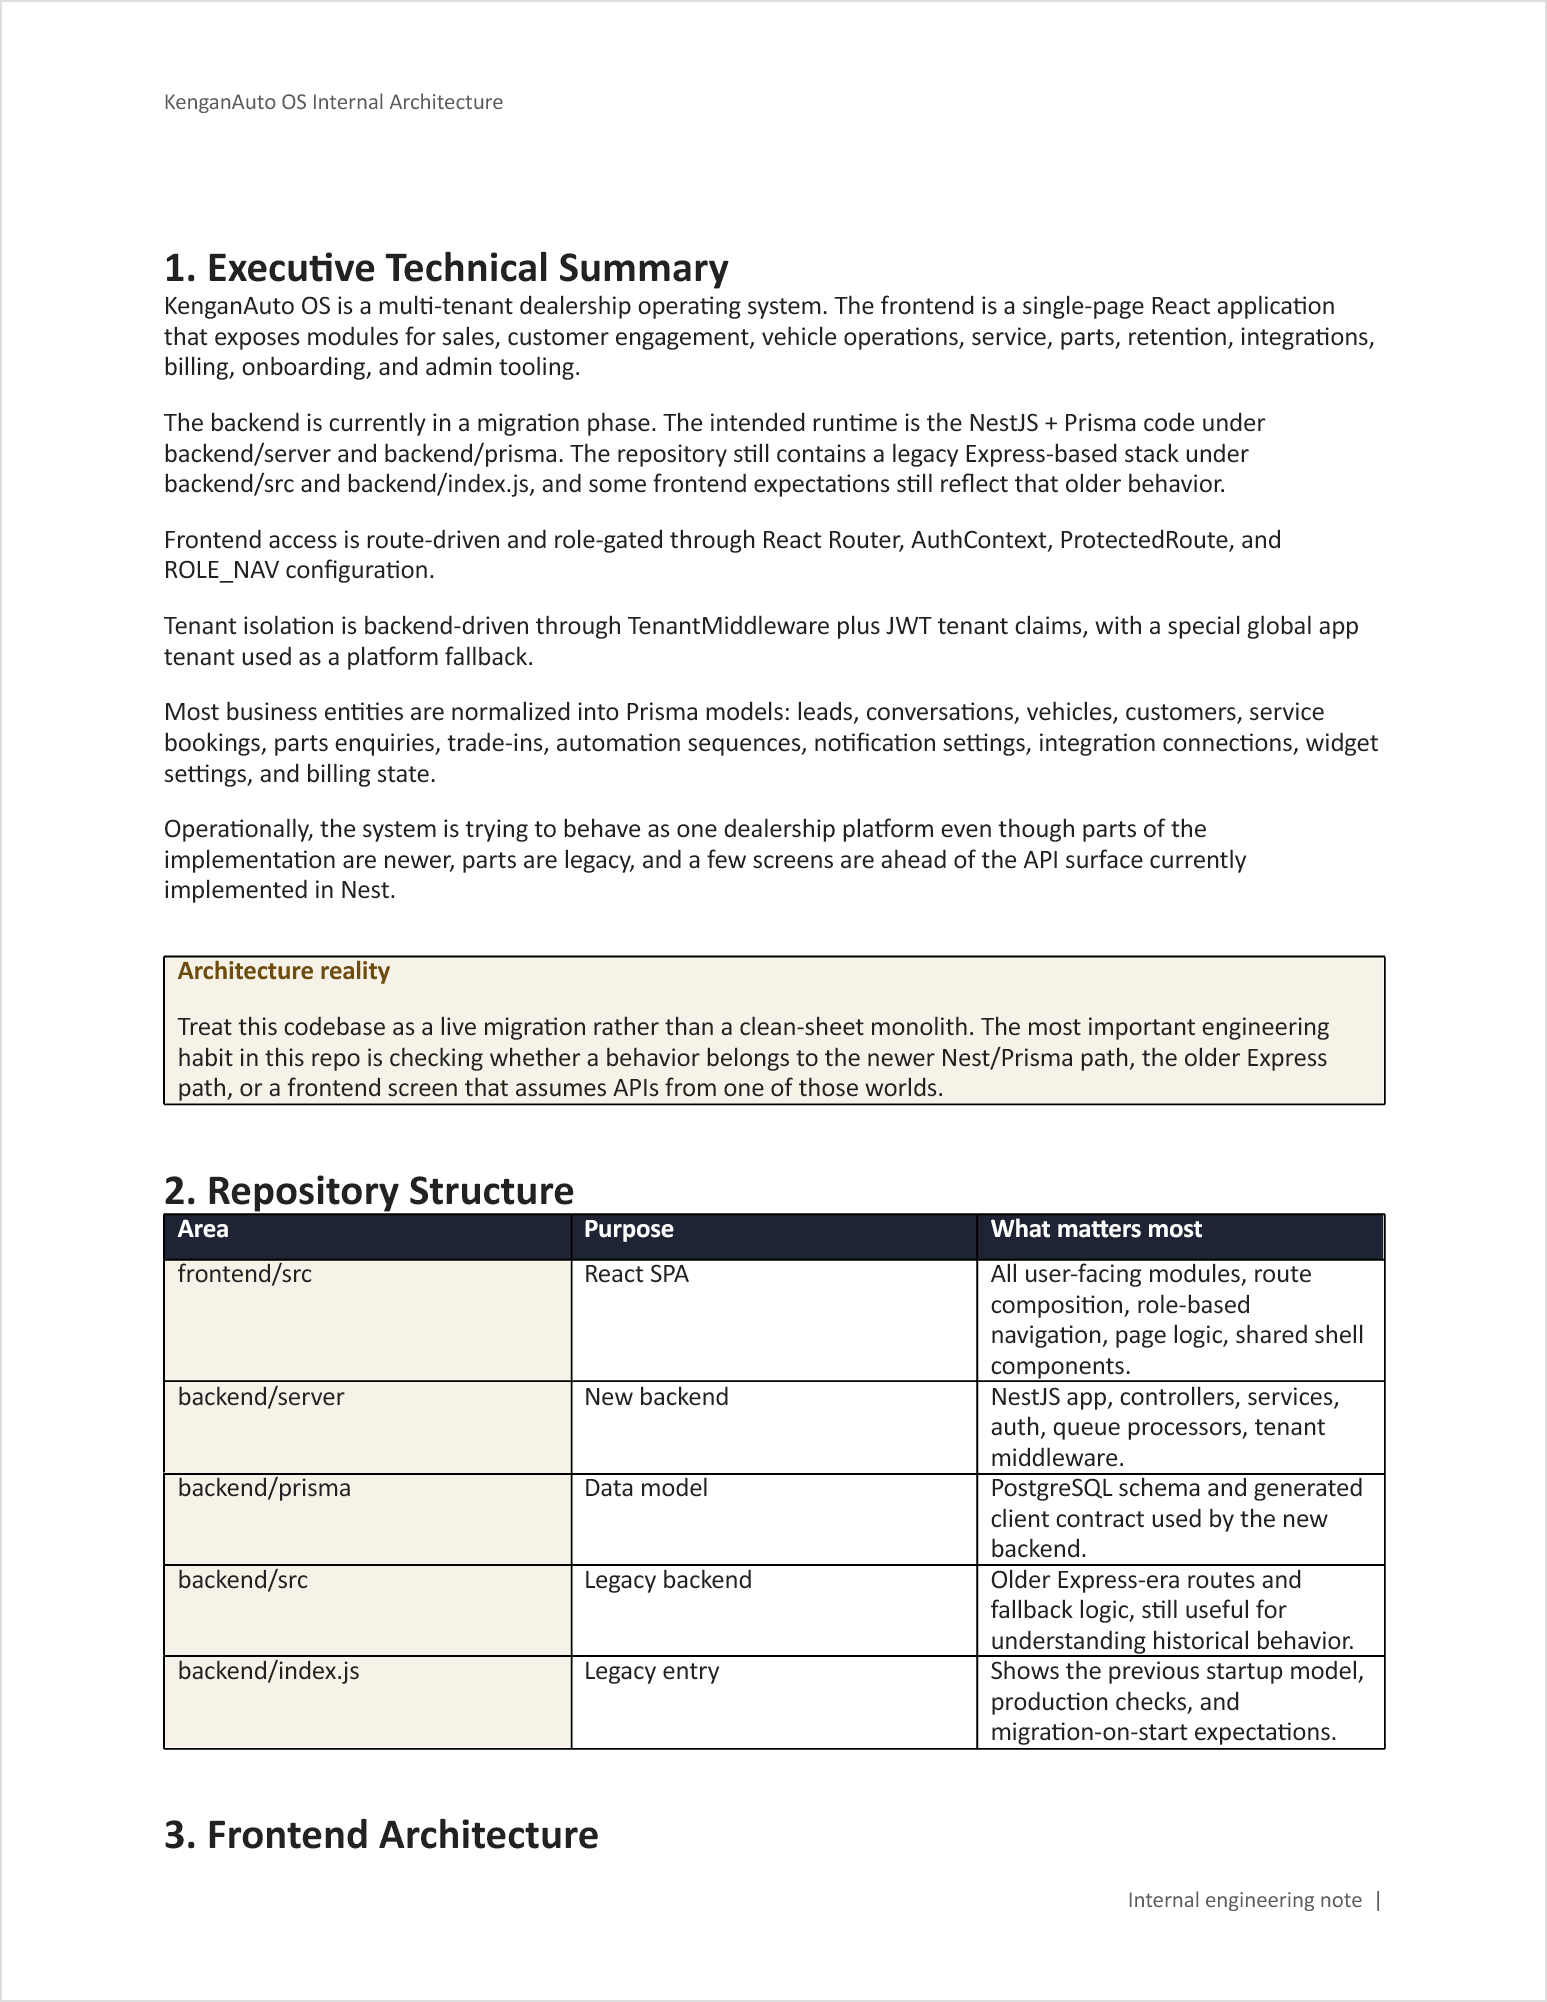 KenganAuto OS Internal Architecture
1. Executive Technical Summary
KenganAuto OS is a multi-tenant dealership operating system. The frontend is a single-page React application
that exposes modules for sales, customer engagement, vehicle operations, service, parts, retention, integrations,
billing, onboarding, and admin tooling.
The backend is currently in a migration phase. The intended runtime is the NestJS + Prisma code under
backend/server and backend/prisma. The repository still contains a legacy Express-based stack under
backend/src and backend/index.js, and some frontend expectations still reflect that older behavior.
Frontend access is route-driven and role-gated through React Router, AuthContext, ProtectedRoute, and
ROLE_NAV configuration.
Tenant isolation is backend-driven through TenantMiddleware plus JWT tenant claims, with a special global app
tenant used as a platform fallback.
Most business entities are normalized into Prisma models: leads, conversations, vehicles, customers, service
bookings, parts enquiries, trade-ins, automation sequences, notification settings, integration connections, widget
settings, and billing state.
Operationally, the system is trying to behave as one dealership platform even though parts of the
implementation are newer, parts are legacy, and a few screens are ahead of the API surface currently
implemented in Nest.
Architecture reality
Treat this codebase as a live migration rather than a clean-sheet monolith. The most important engineering
habit in this repo is checking whether a behavior belongs to the newer Nest/Prisma path, the older Express
path, or a frontend screen that assumes APIs from one of those worlds.
2. Repository Structure
Area Purpose What matters most
frontend/src React SPA All user-facing modules, route
composition, role-based
navigation, page logic, shared shell
components.
backend/server New backend NestJS app, controllers, services,
auth, queue processors, tenant
middleware.
backend/prisma Data model PostgreSQL schema and generated
client contract used by the new
backend.
backend/src Legacy backend Older Express-era routes and
fallback logic, still useful for
understanding historical behavior.
backend/index.js Legacy entry Shows the previous startup model,
production checks, and
migration-on-start expectations.
3. Frontend Architecture
Internal engineering note |